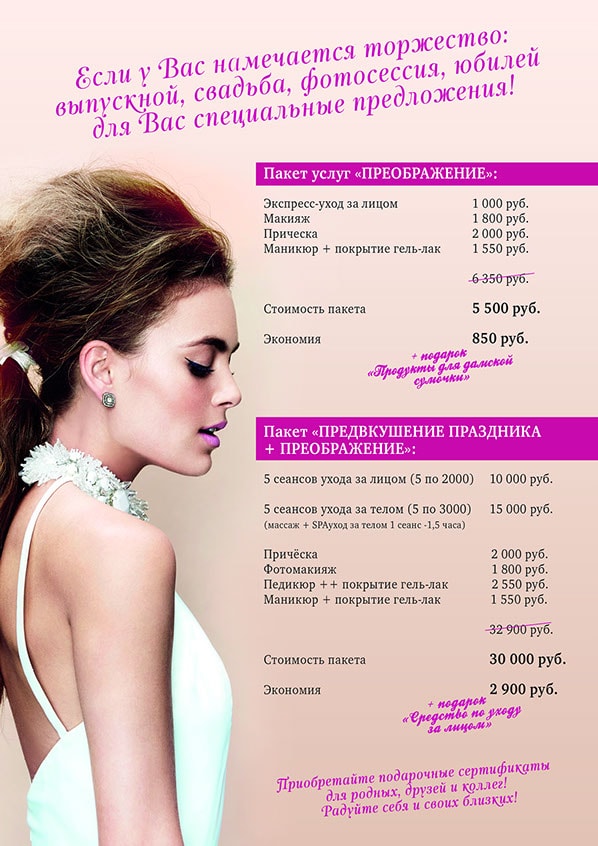 Если у Вас намечается торжество:
выпускной, свадьба, фотосессия, юбилей
для Вас специальные предложения!
Пакет услуг «ПРЕОБРАЖЕНИЕ»:
Экспресс-уход за лицом 1 000 руб.
Макияж 1 800 руб.
Прическа 2 000 руб.
Маникюр + покрытие гель-лак 1 550 руб.
6 350 руб.
Стоимость пакета 5 500 руб.
Экономия 850 руб.
+ подарок
«Продукты для дамской
сумочки»
Пакет «ПРЕДВКУШЕНИЕ ПРАЗДНИКА
+ ПРЕОБРАЖЕНИЕ»:
5 сеансов ухода за лицом (5 по 2000) 10 000 руб.
5 сеансов ухода за телом (5 по 3000) 15 000 руб.
(массаж + SPAуход за телом 1 сеанс -1,5 часа)
Причёска 2 000 руб.
Фотомакияж 1 800 руб.
Педикюр ++ покрытие гель-лак 2 550 руб.
Маникюр + покрытие гель-лак 1 550 руб.
32 900 руб.
Стоимость пакета 30 000 руб.
Экономия 2 900 руб.
+ подарок
«Средство по уходу
за лицом»
Приобретайте подарочные сертификаты
для родных, друзей и коллег!
Радуйте себя и своих близких!